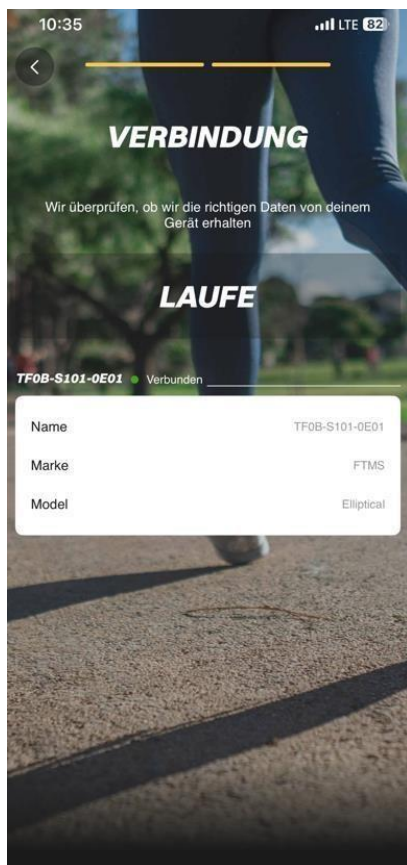 10:35
LTE 82
VERBINDUNG
Wir überprüfen, ob wir die richtigen Daten von deinem
Gerät erhalten
LAUFE
TF0B-S101-0E01 Verbunden
Name TF0B-S101-0E01
Marke FTMS
Model Elliptical